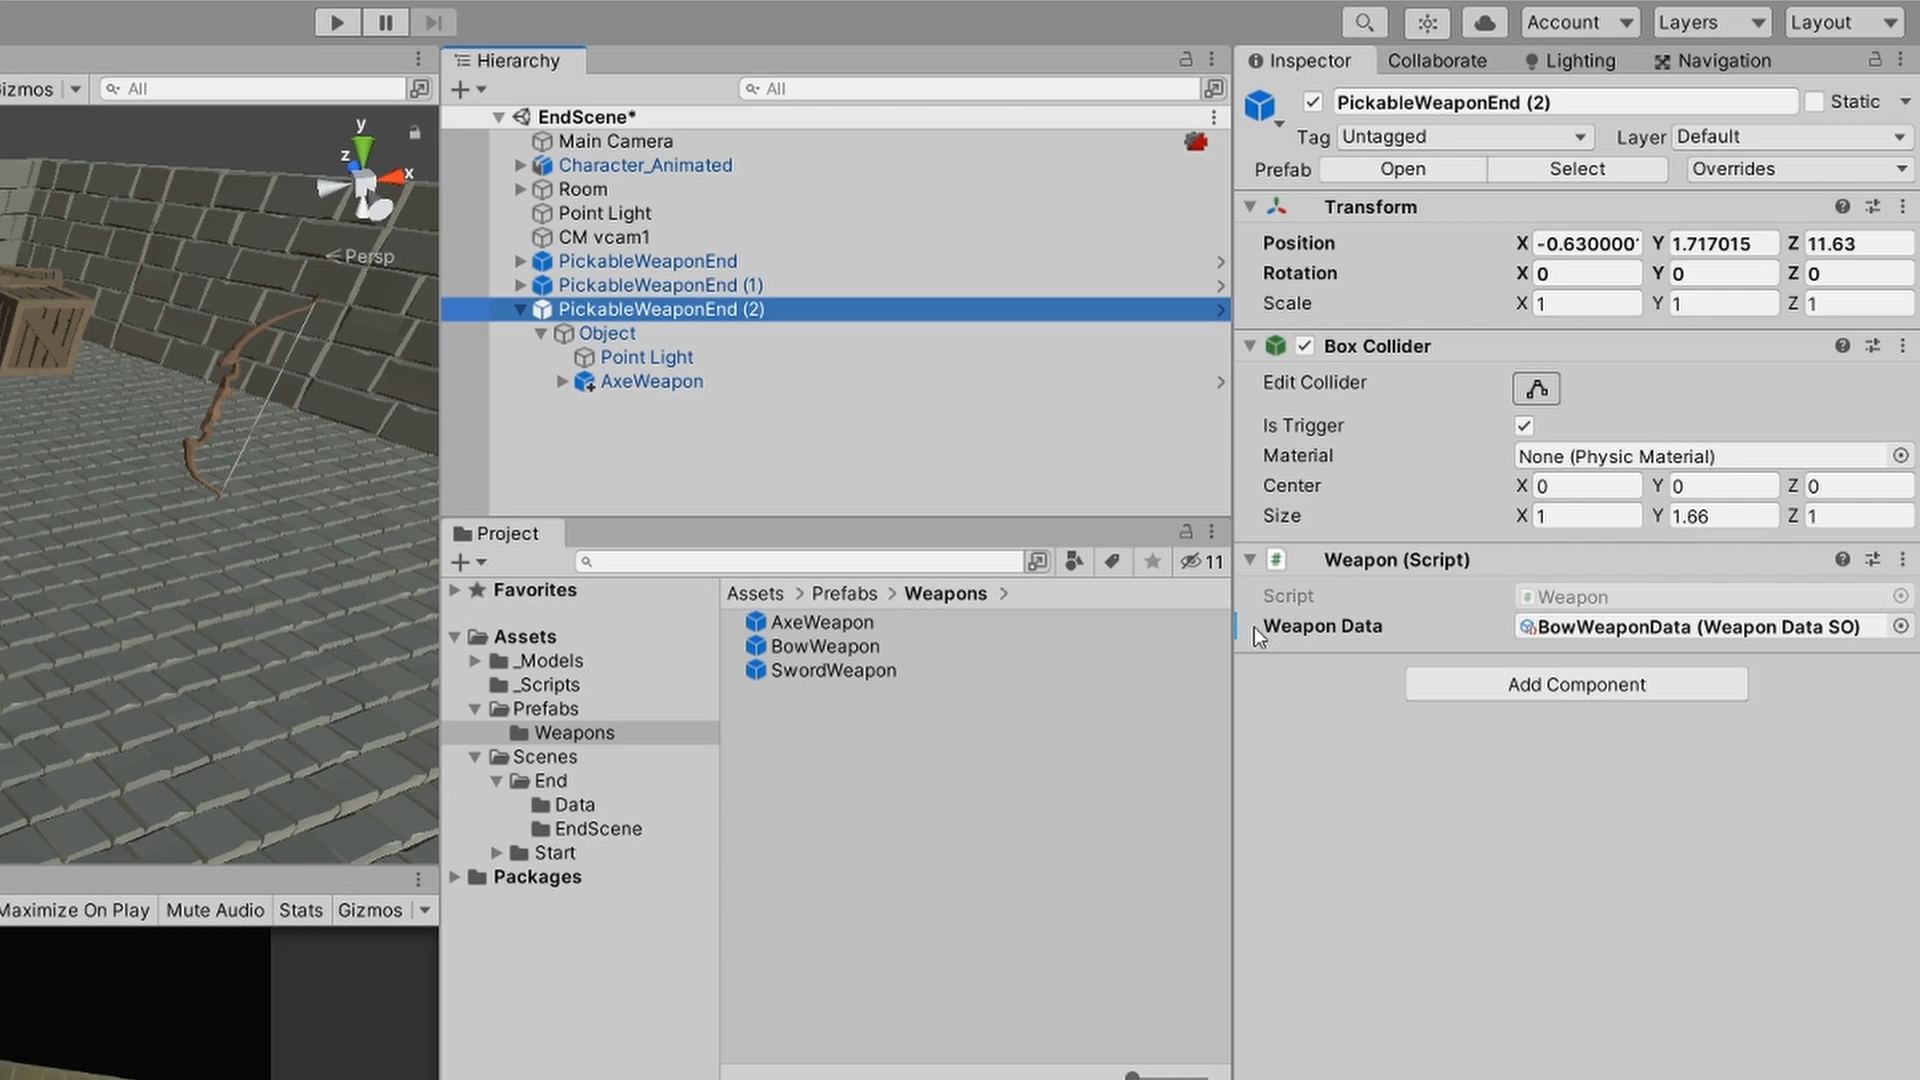 Account
Layers
Layout
Gizmos
All
y
z
x
Persp
Hierarchy
All
EndScene*
Main Camera
Character_Animated
Room
Point Light
CM vcam1
PickableWeaponEnd
PickableWeaponEnd (1)
PickableWeaponEnd (2)
Object
Point Light
AxeWeapon
Project
11
Favorites
Assets
_Models
_Scripts
Prefabs
Weapons
Scenes
End
Data
EndScene
Start
Packages
Assets > Prefabs > Weapons >
AxeWeapon
BowWeapon
SwordWeapon
Maximize On Play
Mute Audio
Stats
Gizmos
Inspector
Collaborate
Lighting
Navigation
PickableWeaponEnd (2)
Static
Tag Untagged
Layer Default
Prefab Open Select Overrides
Transform
Position X -0.630000 Y 1.717015 Z 11.63
Rotation X 0 Y 0 Z 0
Scale X 1 Y 1 Z 1
Box Collider
Edit Collider
Is Trigger
Material None (Physic Material)
Center X 0 Y 0 Z 0
Size X 1 Y 1.66 Z 1
# Weapon (Script)
Script # Weapon
Weapon Data BowWeaponData (Weapon Data SO)
Add Component